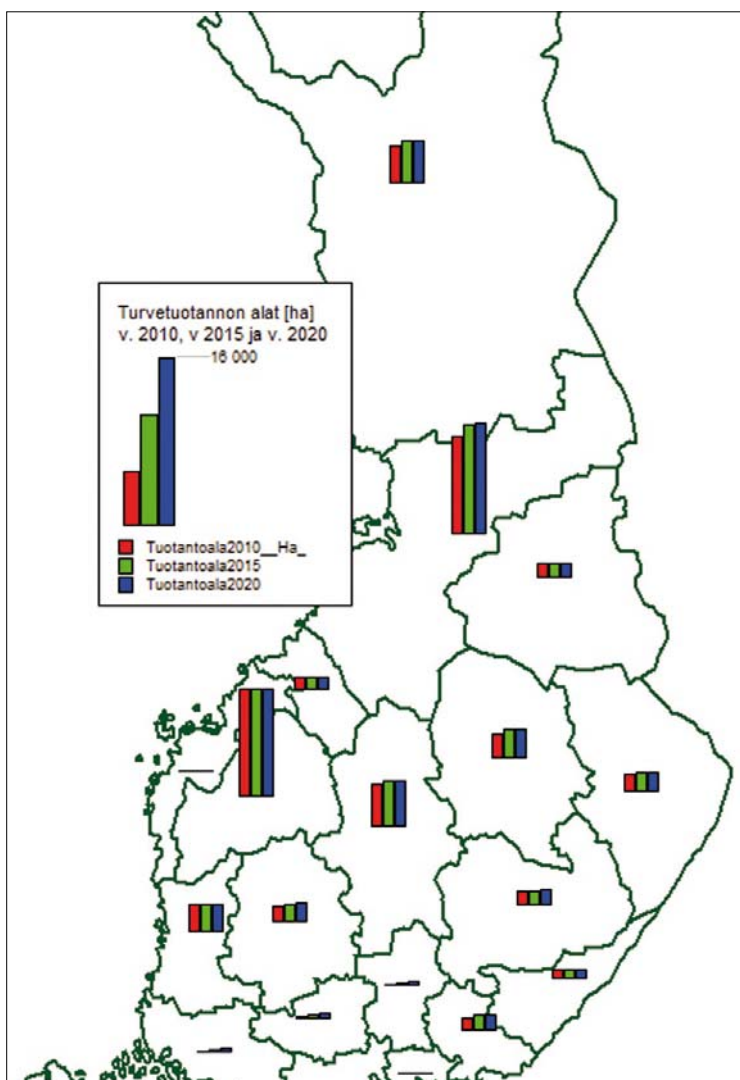 Turvetuotannon alat [ha]
v. 2010, v 2015 ja v. 2020
16 000
Tuotantoala2010__Ha_
Tuotantoala2015
Tuotantoala2020